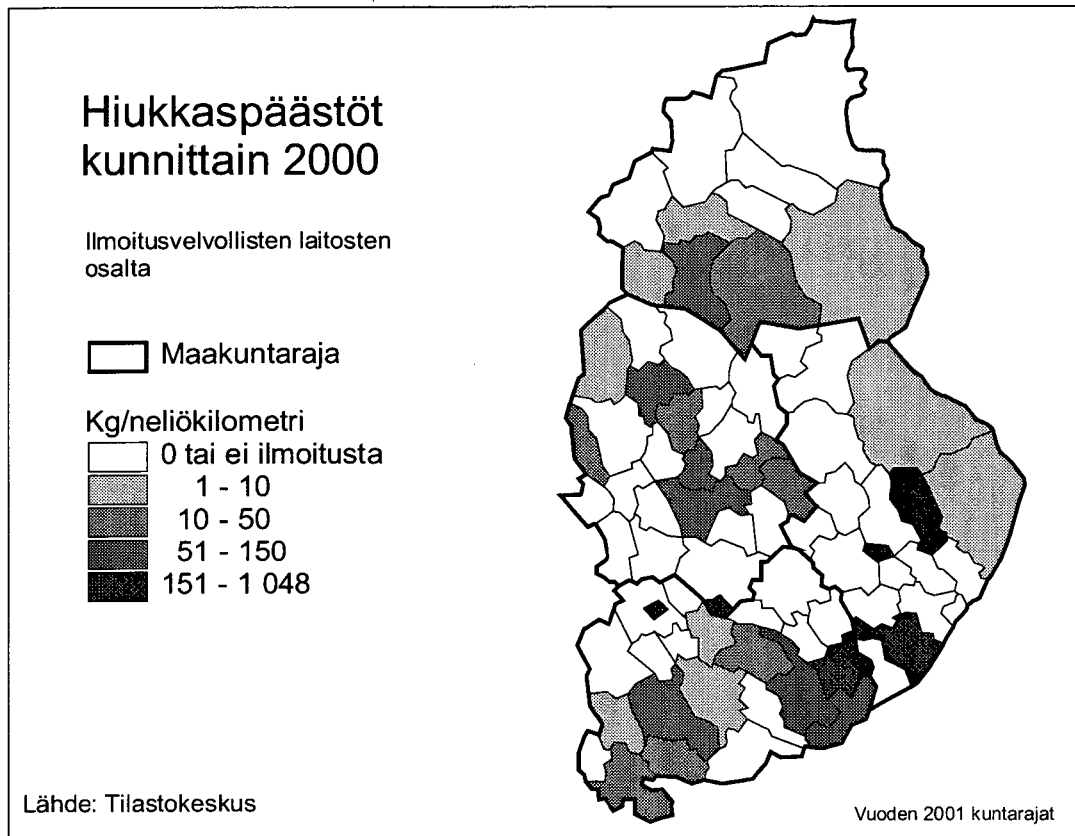 Hiukkaspäästöt
kunnittain 2000
Ilmoitusvelvollisten laitosten
osalta
Maakuntaraja
Kg/neliökilometri
0 tai ei ilmoitusta
1 - 10
10 - 50
51 - 150
151 - 1 048
Lähde: Tilastokeskus
Vuoden 2001 kuntarajat